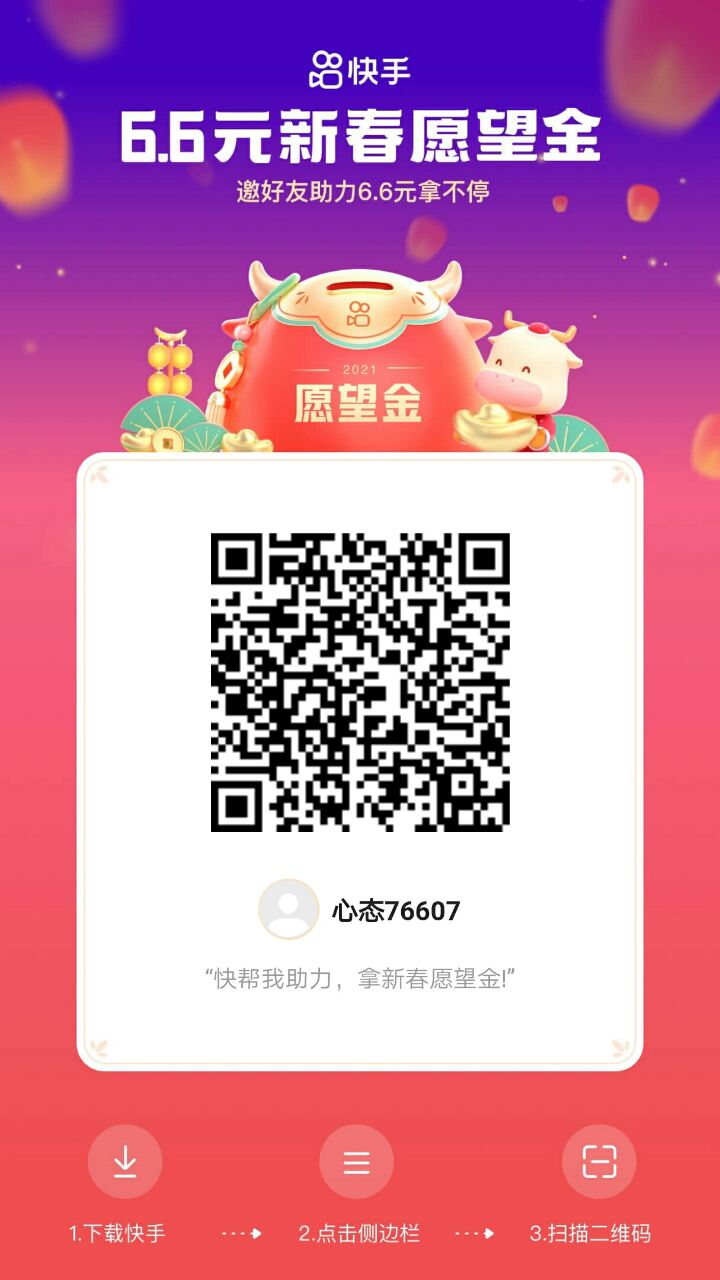 快手
6.6元新春愿望金
邀好友助力6.6元拿不停
2021
愿望金
心态76607
“快帮我助力，拿新春愿望金!”
1.下载快手
2.点击侧边栏
3.扫描二维码